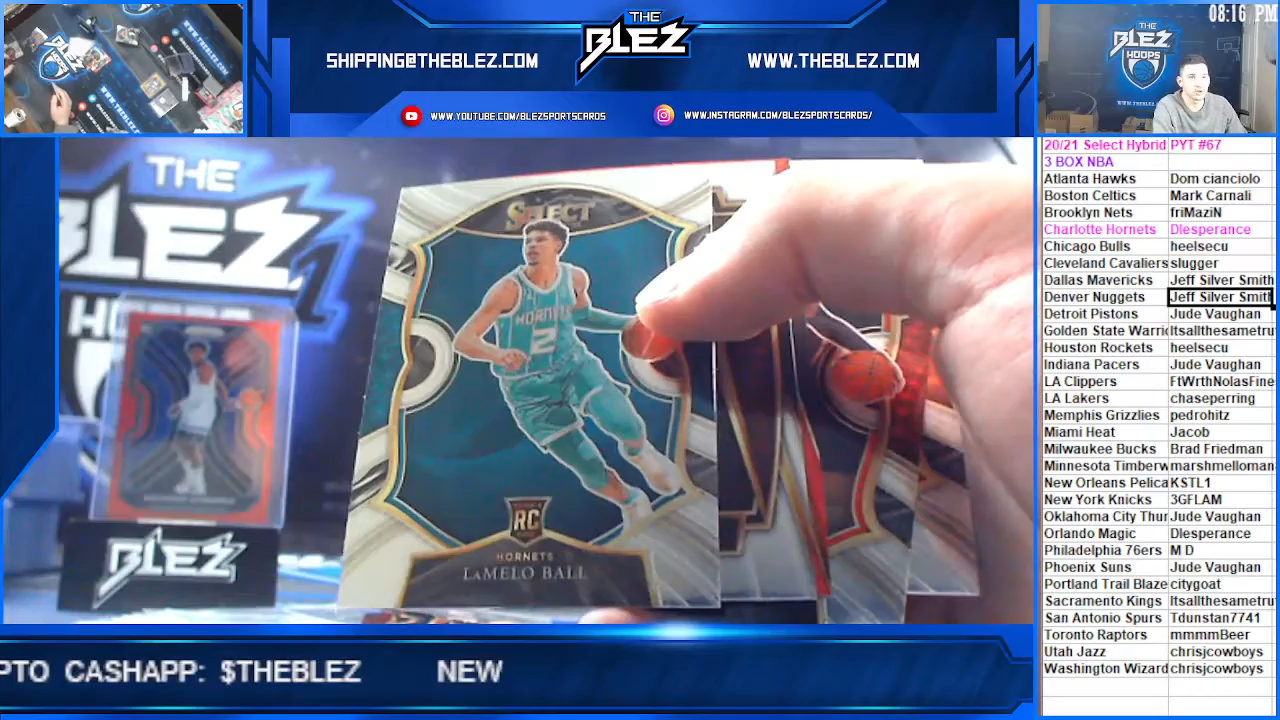 THE
BLEZ
SHIPPING@THEBLEZ.COM
WWW.THEBLEZ.COM
WWW.YOUTUBE.COM/BLEZSPORTSCARDS
WWW.INSTAGRAM.COM/BLEZSPORTSCARDS/
08:16 PM
THE
BLEZ
HOOPS
THE
BLEZ
SELECT
HORNETS
2
RC
HORNETS
LAMELO BALL
BLEZ
PTO CASHAPP: $THEBLEZ NEW
20/21 Select Hybrid PYT #67
3 BOX NBA
Atlanta Hawks Dom cianciolo
Boston Celtics Mark Carnali
Brooklyn Nets friMaziN
Charlotte Hornets Dlesperance
Chicago Bulls heelsecu
Cleveland Cavaliers slugger
Dallas Mavericks Jeff Silver Smith
Denver Nuggets Jeff Silver Smith
Detroit Pistons Jude Vaughan
Golden State Warri Itsallthesametru
Houston Rockets heelsecu
Indiana Pacers Jude Vaughan
LA Clippers FtWrthNolasFine
LA Lakers chaseperring
Memphis Grizzlies pedrohitz
Miami Heat Jacob
Milwaukee Bucks Brad Friedman
Minnesota Timberw marshmelloman
New Orleans Pelica KSTL1
New York Knicks 3GFLAM
Oklahoma City Thun Jude Vaughan
Orlando Magic Dlesperance
Philadelphia 76ers M D
Phoenix Suns Jude Vaughan
Portland Trail Blaze citygoat
Sacramento Kings Itsallthesametru
San Antonio Spurs Tdunstan7741
Toronto Raptors mmmmBeer
Utah Jazz chrisjcowboys
Washington Wizard chrisjcowboys